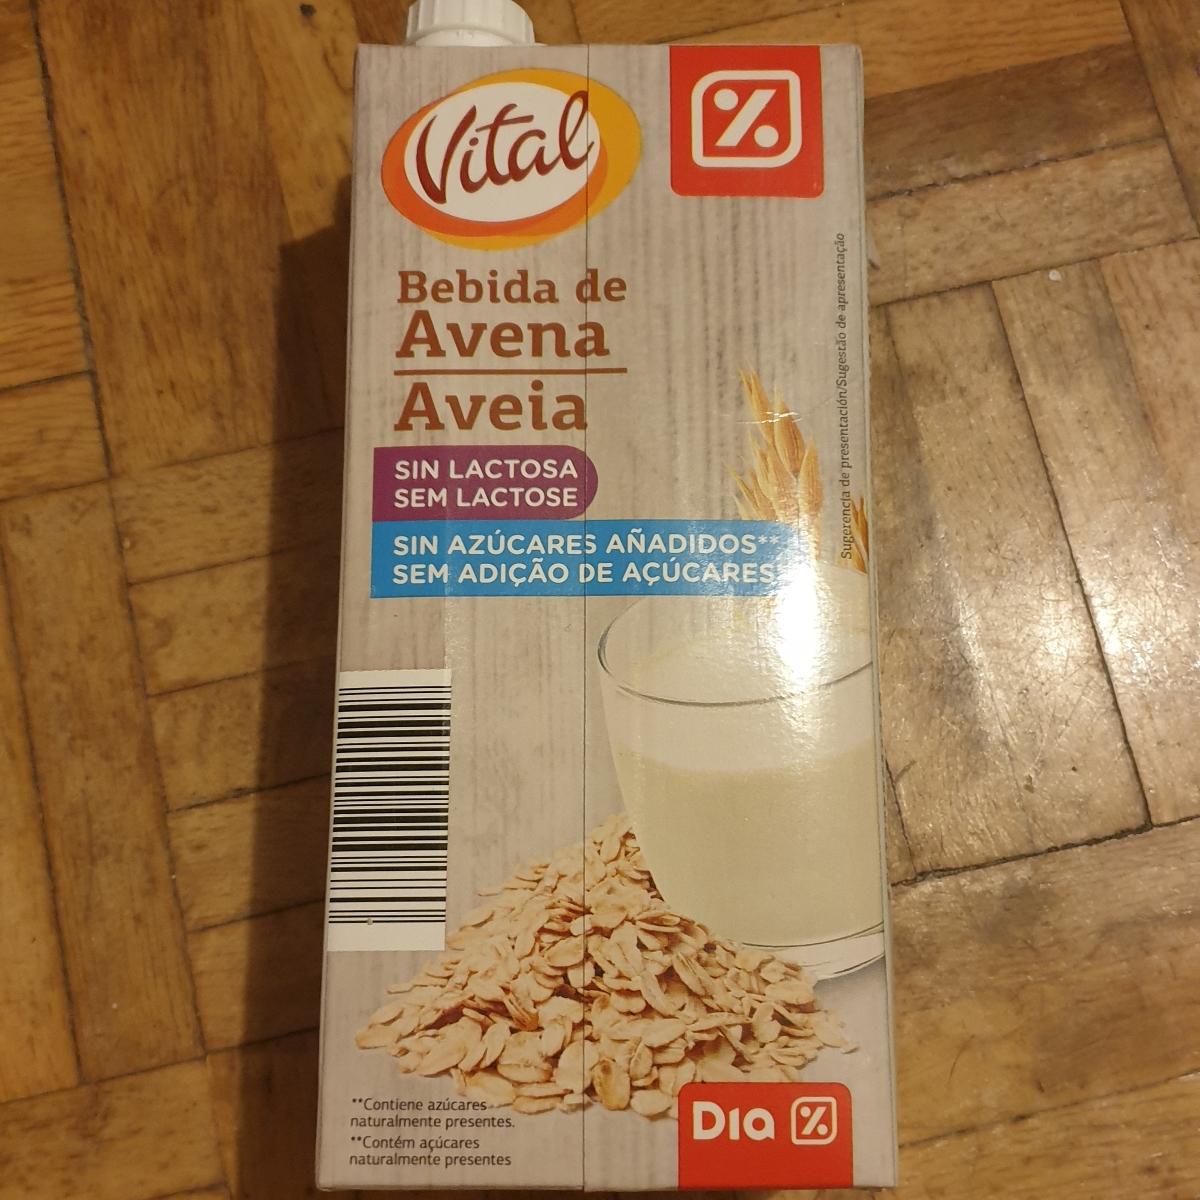 Vital
%
Bebida de
Avena
Aveia
SIN LACTOSA
SEM LACTOSE
SIN AZÚCARES AÑADIDOS**
SEM ADIÇÃO DE AÇÚCARES
Sugerencia de presentación/Sugestão de apresentação
**Contiene azúcares
naturalmente presentes.
**Contém açúcares
naturalmente presentes
Dia %